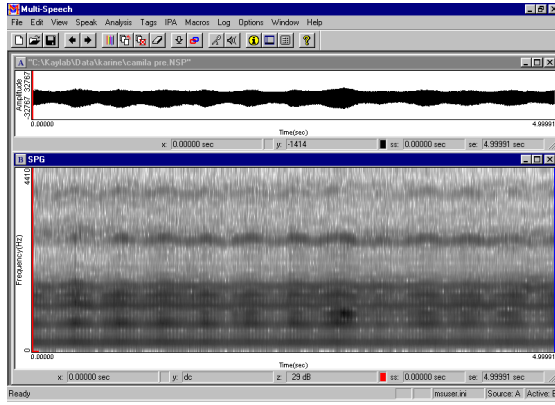 Multi-Speech
File Edit View Speak Analysis Tags IPA Macros Log Options Window Help
A "C:\Kaylab\Data\karine\camila pre.NSP"
Amplitude
-32767 32767
0.00000 4.99991
Time(sec)
x: 0.00000 sec y: -1414 ss: 0.00000 sec se: 4.99991 sec
B SPG
Frequency(Hz)
0 4410
0.00000 4.99991
Time(sec)
x: 0.00000 sec y: dc z: 29 dB ss: 0.00000 sec se: 4.99991 sec
Ready msuser.ini Source: A Active: